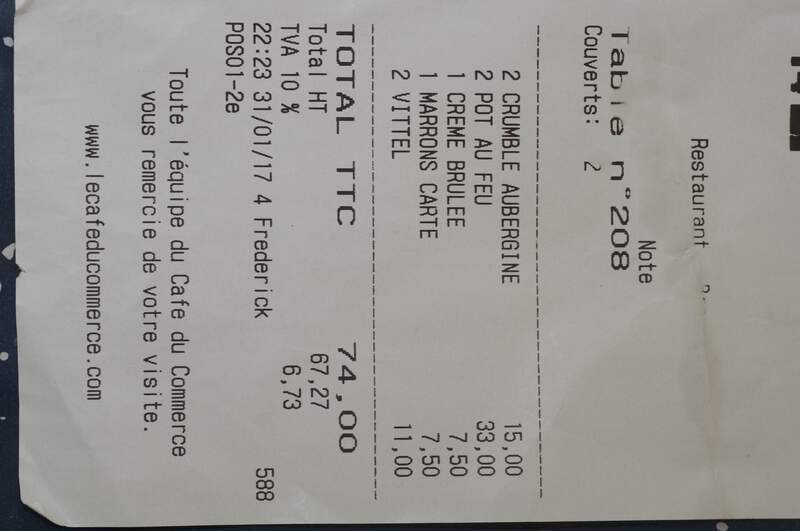 Restaurant
Note
Table n°208
Couverts: 2
2 CRUMBLE AUBERGINE 15,00
2 POT AU FEU 33,00
1 CREME BRULEE 7,50
1 MARRONS CARTE 7,50
2 VITTEL 11,00
TOTAL TTC 74,00
Total HT 67,27
TVA 10 % 6,73
22:23 31/01/17 4 Frederick 588
POS01-2e
Toute l'équipe du Cafe du Commerce
vous remercie de votre visite.
www.lecafeducommerce.com